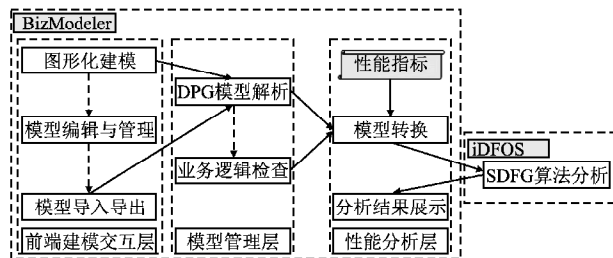 BizModeler
图形化建模
性能指标
DPG模型解析
模型编辑与管理
模型转换
iDFOS
业务逻辑检查
SDFG算法分析
模型导入导出
分析结果展示
前端建模交互层
模型管理层
性能分析层